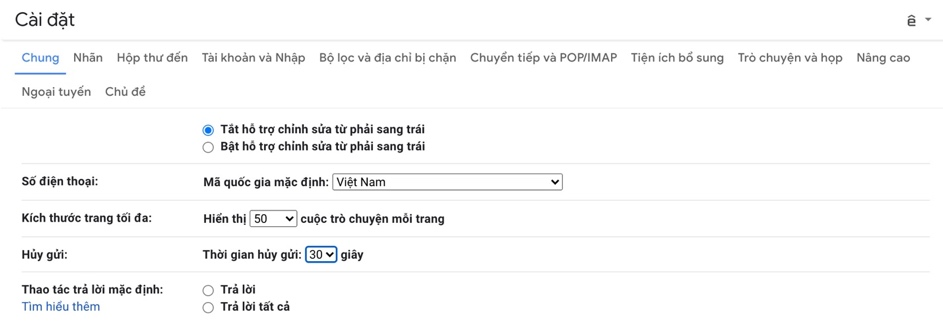 Cài đặt
ê
Chung Nhãn Hộp thư đến Tài khoản và Nhập Bộ lọc và địa chỉ bị chặn Chuyển tiếp và POP/IMAP Tiện ích bổ sung Trò chuyện và họp Nâng cao
Ngoại tuyến Chủ đề
Tắt hỗ trợ chỉnh sửa từ phải sang trái
Bật hỗ trợ chỉnh sửa từ phải sang trái
Số điện thoại: Mã quốc gia mặc định: Việt Nam
Kích thước trang tối đa: Hiển thị 50 cuộc trò chuyện mỗi trang
Hủy gửi: Thời gian hủy gửi: 30 giây
Thao tác trả lời mặc định: Trả lời
Tìm hiểu thêm Trả lời tất cả